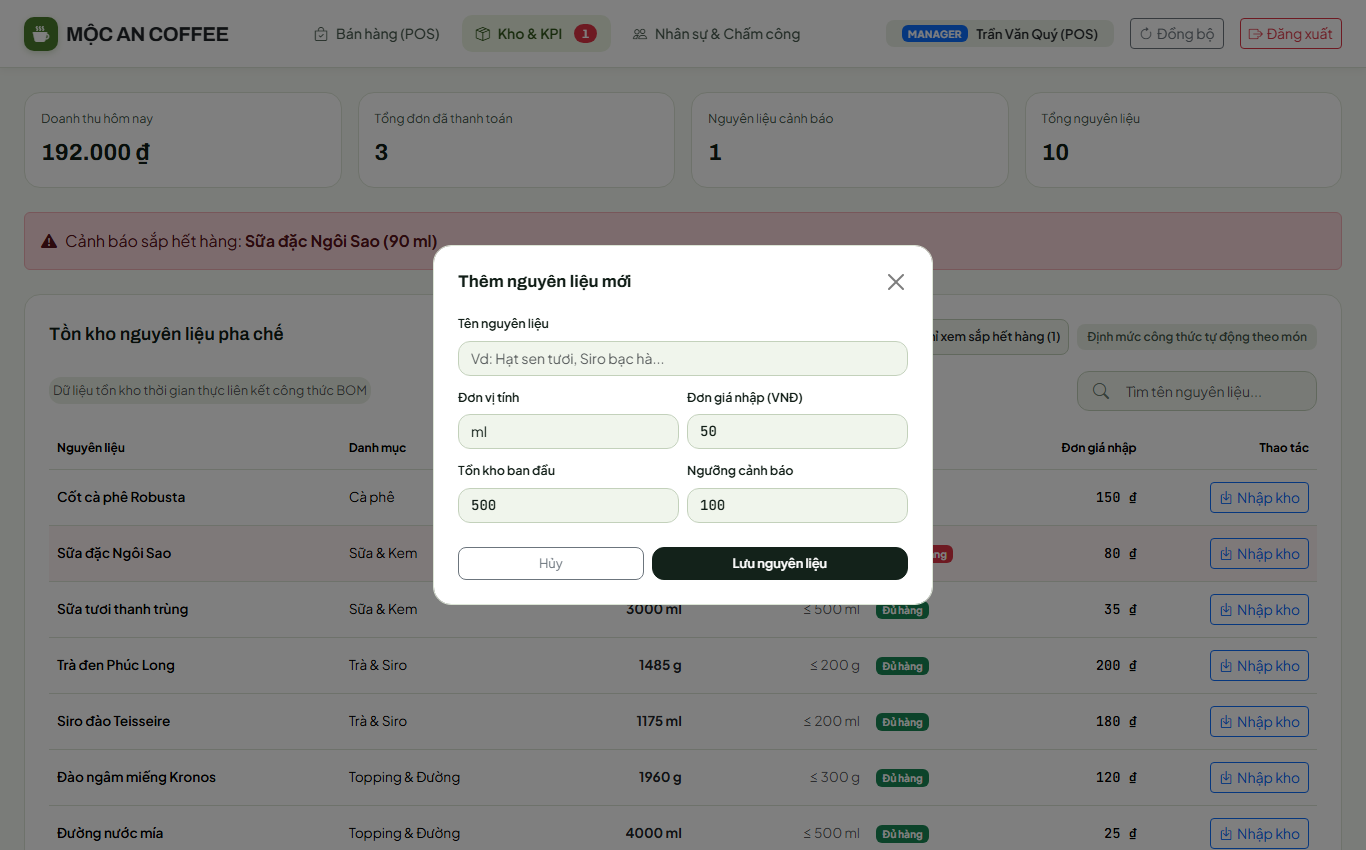 MỘC AN COFFEE
Bán hàng (POS)
Kho & KPI 1
Nhân sự & Chấm công
MANAGER Trần Văn Quý (POS)
Đồng bộ
Đăng xuất
Doanh thu hôm nay
192.000 ₫
Tổng đơn đã thanh toán
3
Nguyên liệu cảnh báo
1
Tổng nguyên liệu
10
Cảnh báo sắp hết hàng: Sữa đặc Ngôi Sao (90 ml)
Thêm nguyên liệu mới
Tên nguyên liệu
Vd: Hạt sen tươi, Siro bạc hà...
Đơn vị tính
Đơn giá nhập (VNĐ)
ml
50
Tồn kho ban đầu
Ngưỡng cảnh báo
500
100
Hủy
Lưu nguyên liệu
Tồn kho nguyên liệu pha chế
xem sắp hết hàng (1)
Định mức công thức tự động theo món
Dữ liệu tồn kho thời gian thực liên kết công thức BOM
Tìm tên nguyên liệu...
Nguyên liệu Danh mục Đơn giá nhập Thao tác
Cốt cà phê Robusta Cà phê 150 ₫ Nhập kho
Sữa đặc Ngôi Sao Sữa & Kem 80 ₫ Nhập kho
Sữa tươi thanh trùng Sữa & Kem 3000 ml ≤ 500 ml Đủ hàng 35 ₫ Nhập kho
Trà đen Phúc Long Trà & Siro 1485 g ≤ 200 g Đủ hàng 200 ₫ Nhập kho
Siro đào Teisseire Trà & Siro 1175 ml ≤ 200 ml Đủ hàng 180 ₫ Nhập kho
Đào ngâm miếng Kronos Topping & Đường 1960 g ≤ 300 g Đủ hàng 120 ₫ Nhập kho
Đường nước mía Topping & Đường 4000 ml ≤ 500 ml Đủ hàng 25 ₫ Nhập kho